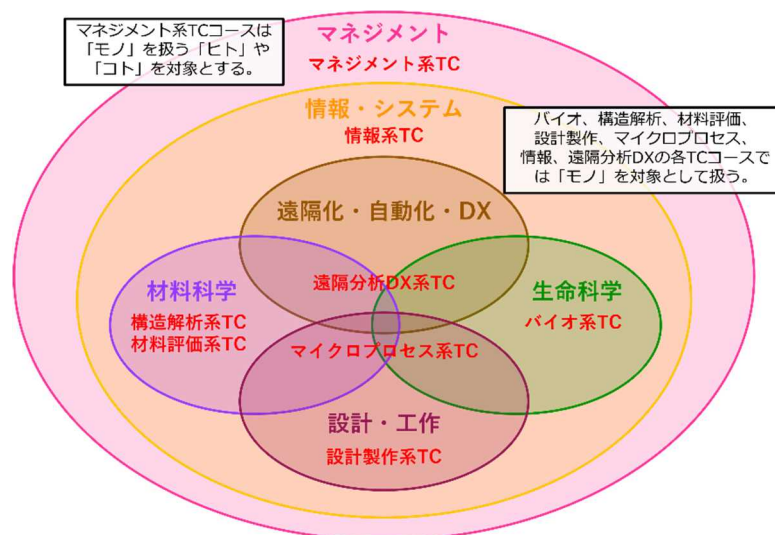 マネジメント系TCコースは
「モノ」を扱う「ヒト」や
「コト」を対象とする。
マネジメント
マネジメント系TC
情報・システム
情報系TC
バイオ、構造解析、材料評価、
設計製作、マイクロプロセス、
情報、遠隔分析DXの各TCコースで
は「モノ」を対象として扱う。
遠隔化・自動化・DX
遠隔分析DX系TC
材料科学
構造解析系TC
材料評価系TC
生命科学
バイオ系TC
マイクロプロセス系TC
設計・工作
設計製作系TC